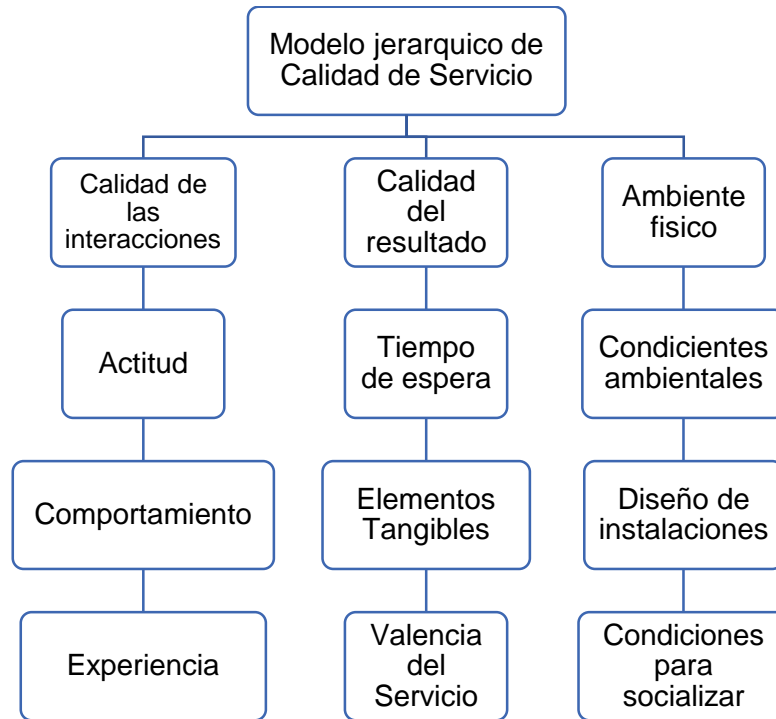 Modelo jerarquico de
Calidad de Servicio
Calidad de
las
interacciones
Calidad
del
resultado
Ambiente
fisico
Actitud
Tiempo
de espera
Condicientes
ambientales
Comportamiento
Elementos
Tangibles
Diseño de
instalaciones
Experiencia
Valencia
del
Servicio
Condiciones
para
socializar